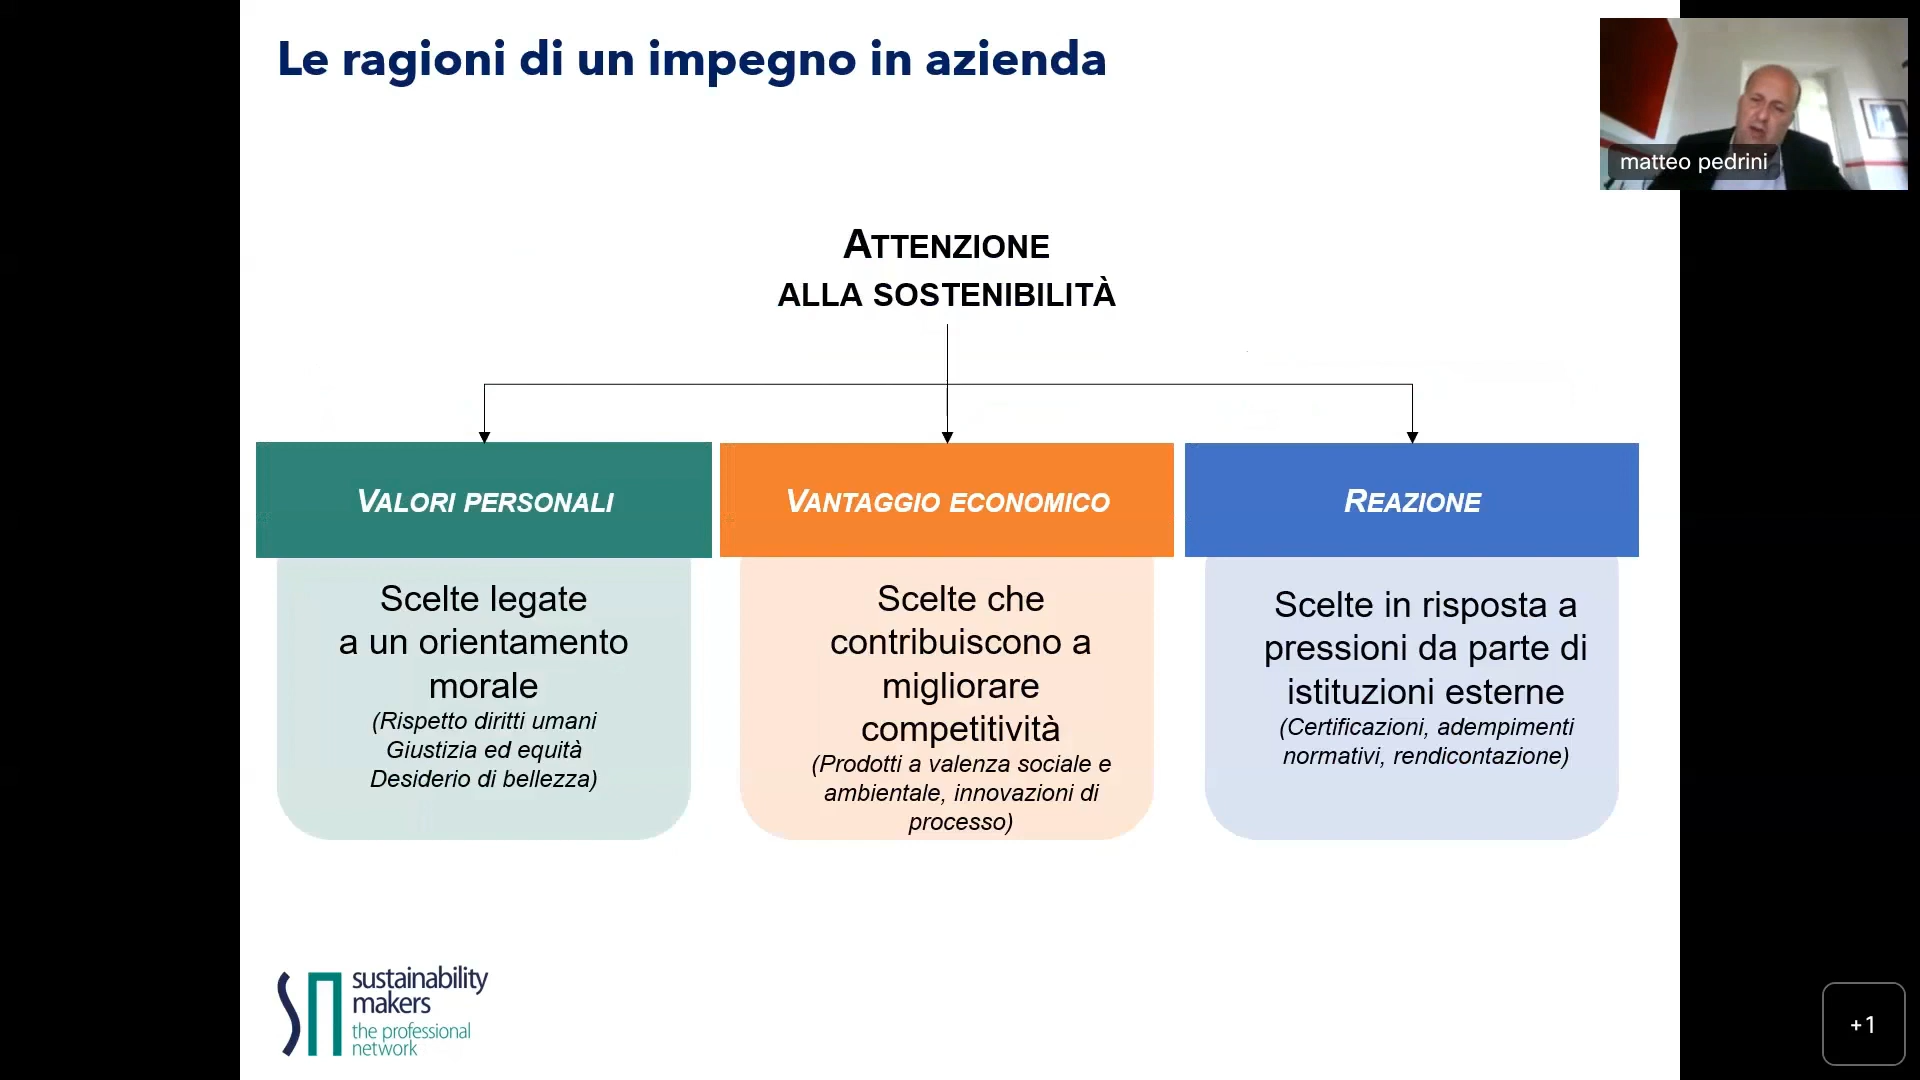 Le ragioni di un impegno in azienda
matteo pedrini
ATTENZIONE
ALLA SOSTENIBILITÀ
VALORI PERSONALI
Scelte legate
a un orientamento
morale
(Rispetto diritti umani
Giustizia ed equità
Desiderio di bellezza)
VANTAGGIO ECONOMICO
Scelte che
contribuiscono a
migliorare
competitività
(Prodotti a valenza sociale e
ambientale, innovazioni di
processo)
REAZIONE
Scelte in risposta a
pressioni da parte di
istituzioni esterne
(Certificazioni, adempimenti
normativi, rendicontazione)
sustainability
makers
the professional
network
+1